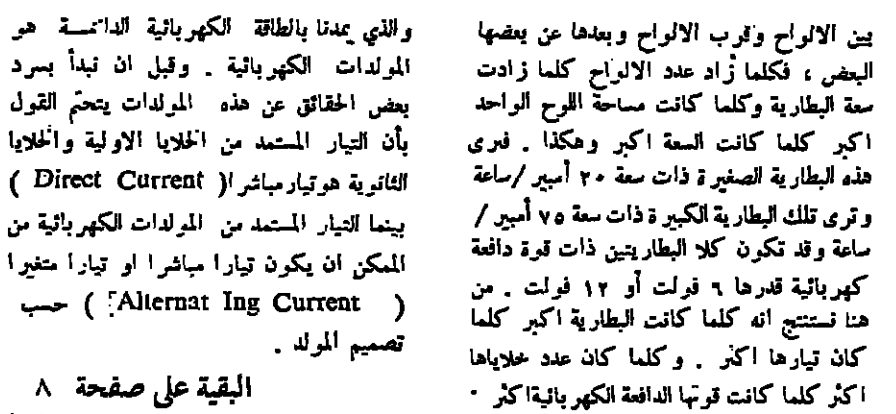 بين الالواح وقرب الالواح وبعدها عن بعضها
البعض ، فكلما زاد عدد الالواح كلما زادت
سعة البطارية وكلما كانت مساحة اللوح الواحد
اكبر كلما كانت السعة اكبر وهكذا . فىرى
هذه البطارية الصغيرة ذات سعة ٢٠ أمبير /ساعة
وترى تلك البطارية الكبيرة ذات سعة ٧٥ أمبير /
ساعة وقد تكون كلا البطاريتين ذات قوة دافعة
كهربائية قدرها ٦ فولت أو ١٢ فولت . من
هنا نستنتج انه كلما كانت البطارية اكبر كلما
كان تيارها اكثر . وكلما كان عدد خلاياها
اكثر كلما كانت قوتها الدافعة الكهربائية اكثر .
والذي يمدنا بالطاقة الكهربائية الدائمسة هو
المولدات الكهربائية . وقبل ان نبدأ بسرد
بعض الحقائق عن هذه المولدات يتحتم القول
بأن التيار المستمد من الخلايا الاولية والخلايا
الثانوية هو تيار مباشر ا( Direct Current )
بينما التيار المستمد من المولدات الكهربائية من
الممكن ان يكون تيارا مباشرا او تيارا متغيرا
( Alternat Ing Current ) حسب
تصميم المولد .
البقية على صفحة ٨